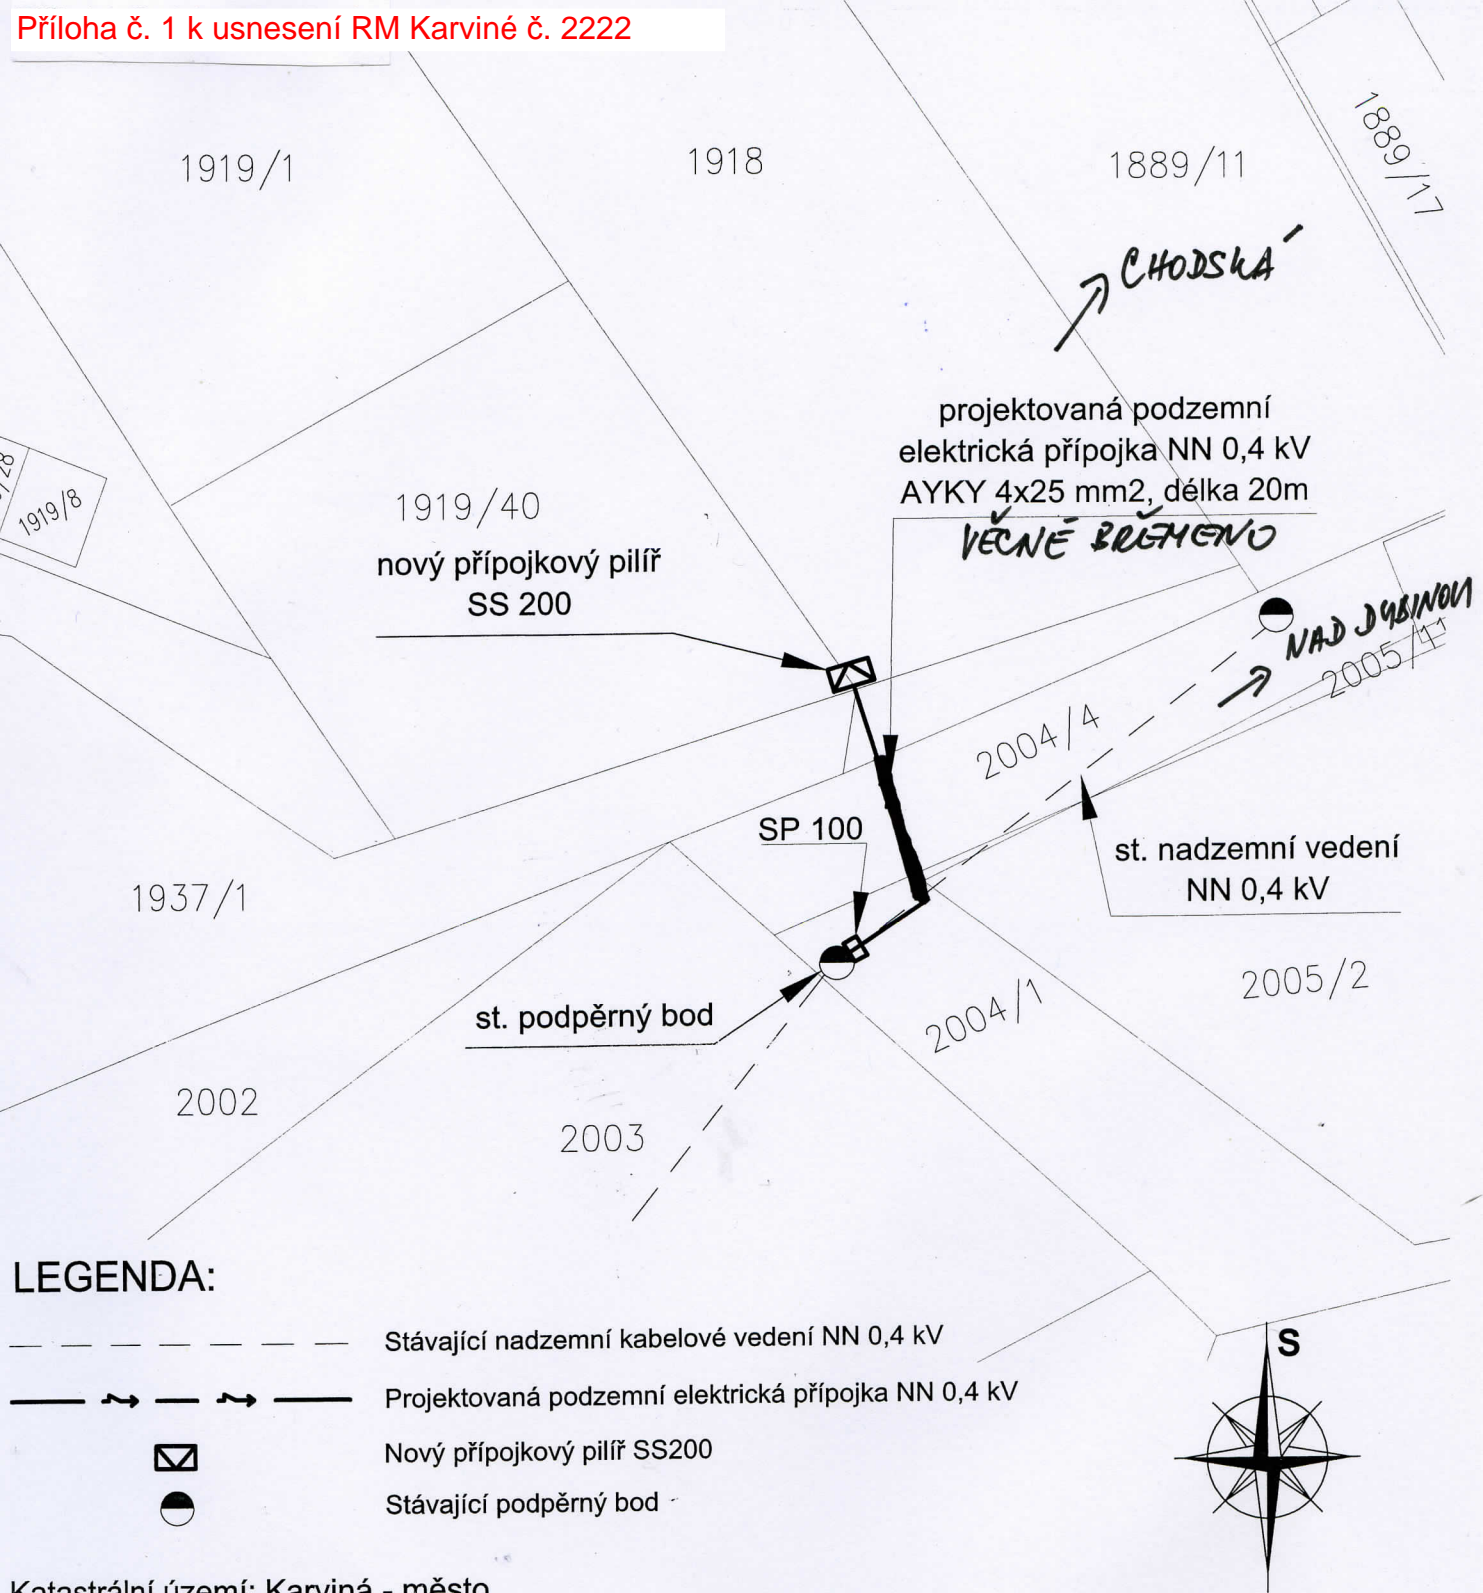 Příloha č. 1 k usnesení RM Karviné č. 2222
1919/1
1918
1889/11
1889/17
CHODSKÁ
projektovaná podzemní
elektrická přípojka NN 0,4 kV
AYKY 4x25 mm2, délka 20m
VĚCNÉ BŘEMENO
1919/8
1919/40
nový přípojkový pilíř
SS 200
NAD DUBINOU
2005/11
2004/4
SP 100
st. nadzemní vedení
NN 0,4 kV
1937/1
2005/2
st. podpěrný bod
2004/1
2002
2003
LEGENDA:
Stávající nadzemní kabelové vedení NN 0,4 kV
Projektovaná podzemní elektrická přípojka NN 0,4 kV
Nový přípojkový pilíř SS200
Stávající podpěrný bod
S
Katastrální území: Karviná - město